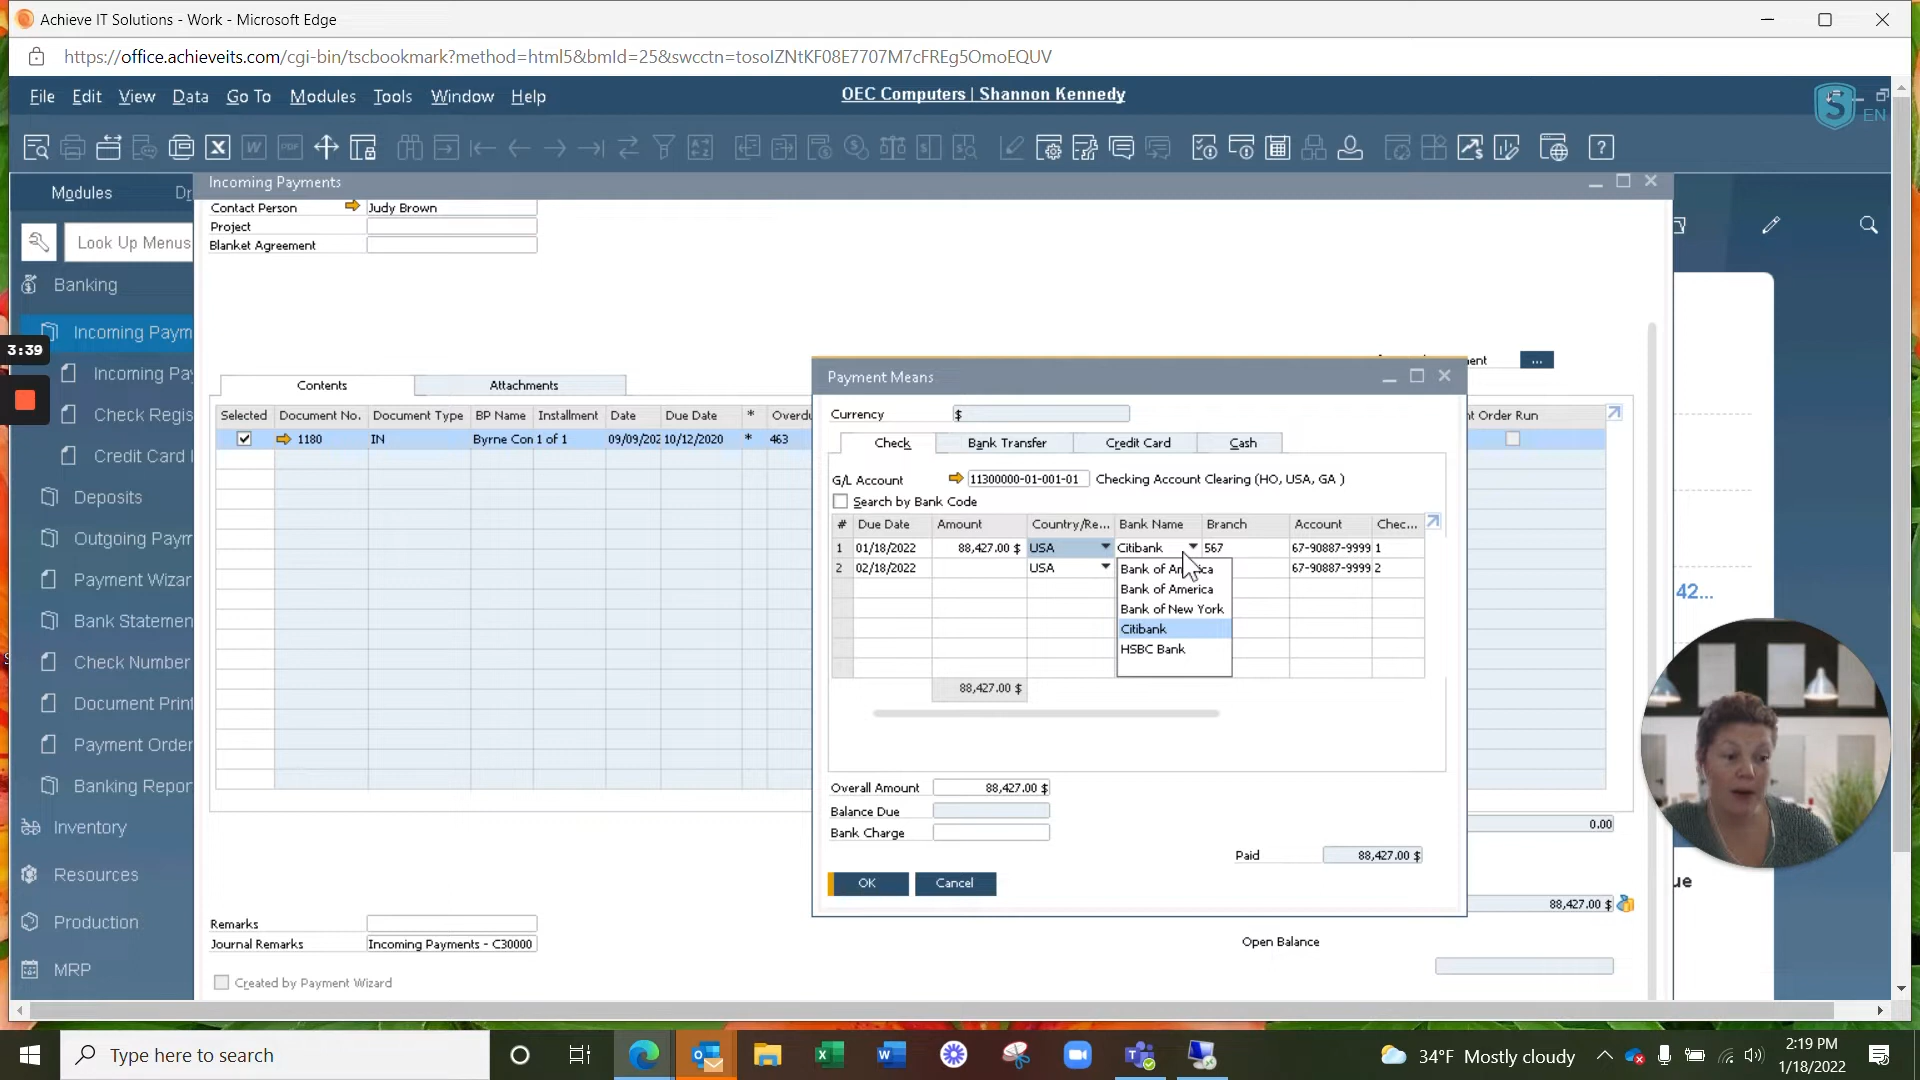 Achieve IT Solutions - Work - Microsoft Edge
https://office.achieveits.com/cgi-bin/tscbookmark?method=html5&bmId=25&swcctn=tosoIZNtKF08E7707M7cFREg5OmoEQUV
File Edit View Data Go To Modules Tools Window Help
OEC Computers | Shannon Kennedy
EN
Modules
Incoming Payments
Look Up Menus
Banking
Incoming Paym
Incoming Pay
Check Regis
Credit Card
Deposits
Outgoing Paym
Payment Wizar
Bank Statemen
Check Number
Document Print
Payment Order
Banking Repor
Inventory
Resources
Production
MRP
3:39
Contact Person Judy Brown
Project
Blanket Agreement
Contents Attachments
Selected Document No. Document Type BP Name Installment Date Due Date * Overdu
1180 IN Byrne Con 1 of 1 09/09/202 10/12/2020 * 463
Order Run
Payment Means
Currency $
Check Bank Transfer Credit Card Cash
G/L Account 11300000-01-001-01 Checking Account Clearing (HO, USA, GA )
Search by Bank Code
# Due Date Amount Country/Re... Bank Name Branch Account Chec...
1 01/18/2022 88,427.00 $ USA Citibank 567 67-90887-9999 1
2 02/18/2022 USA 67-90887-9999 2
Bank of America
Bank of America
Bank of New York
Citibank
HSBC Bank
88,427.00 $
Overall Amount 88,427.00 $
Balance Due
Bank Charge
Paid 88,427.00 $
OK Cancel
42...
0.00
88,427.00 $
Open Balance
Remarks
Journal Remarks Incoming Payments - C30000
Created by Payment Wizard
Type here to search
34°F Mostly cloudy
2:19 PM
1/18/2022